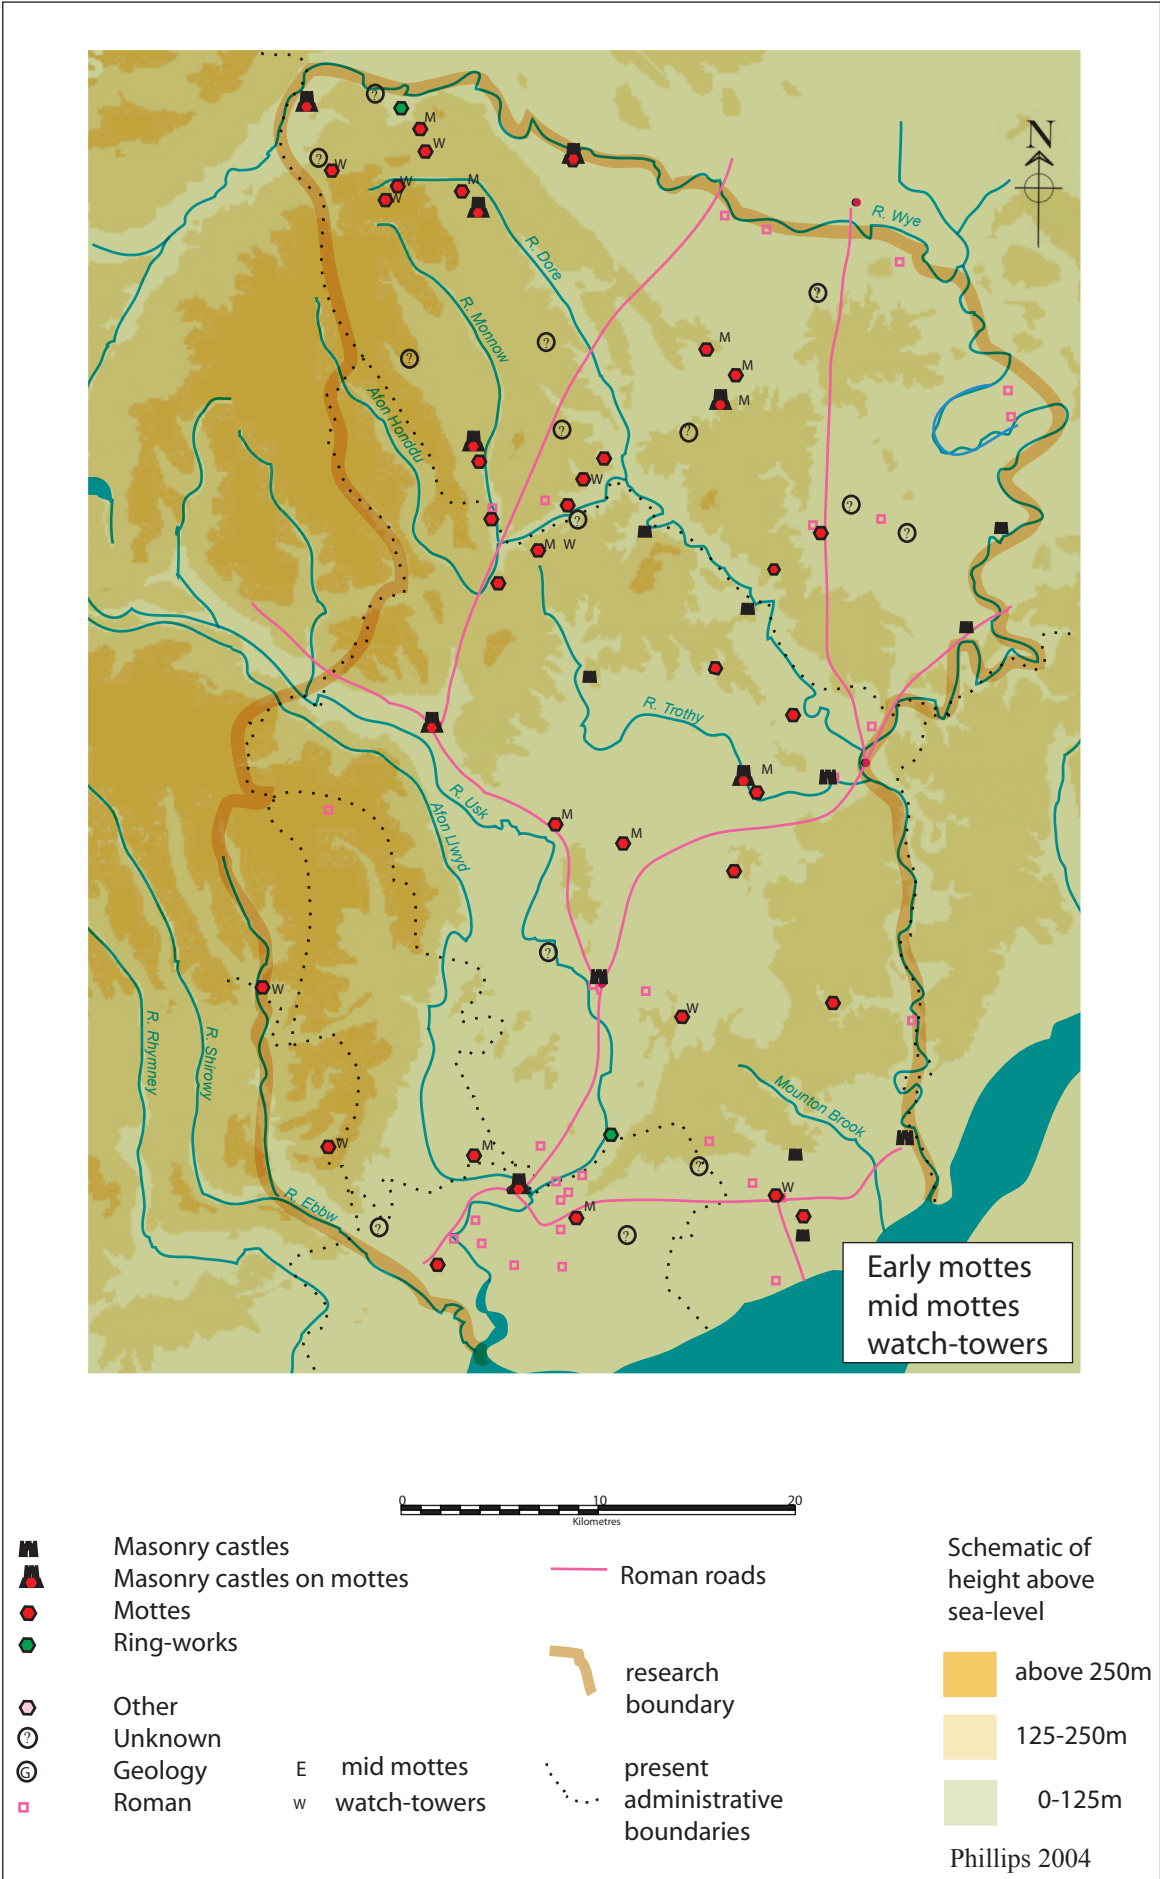 N
R. Wye
M
W
W
W
W
M
R. Dore
R. Monnow
M
M
M
Afon Honddu
W
M W
R. Trothy
M
R. Usk
Afon Llwyd
M
M
W
W
R. Rhymney
R. Shirowy
Mounton Brook
W
M
W
M
R. Ebbw
?
?
?
?
?
?
?
?
?
?
?
?
?
?
Early mottes
mid mottes
watch-towers
0 10 20
Kilometres
Masonry castles
Masonry castles on mottes
Mottes
Ring-works
Other
? Unknown
G Geology
Roman
E mid mottes
W watch-towers
Roman roads
research
boundary
present
administrative
boundaries
Schematic of
height above
sea-level
above 250m
125-250m
0-125m
Phillips 2004